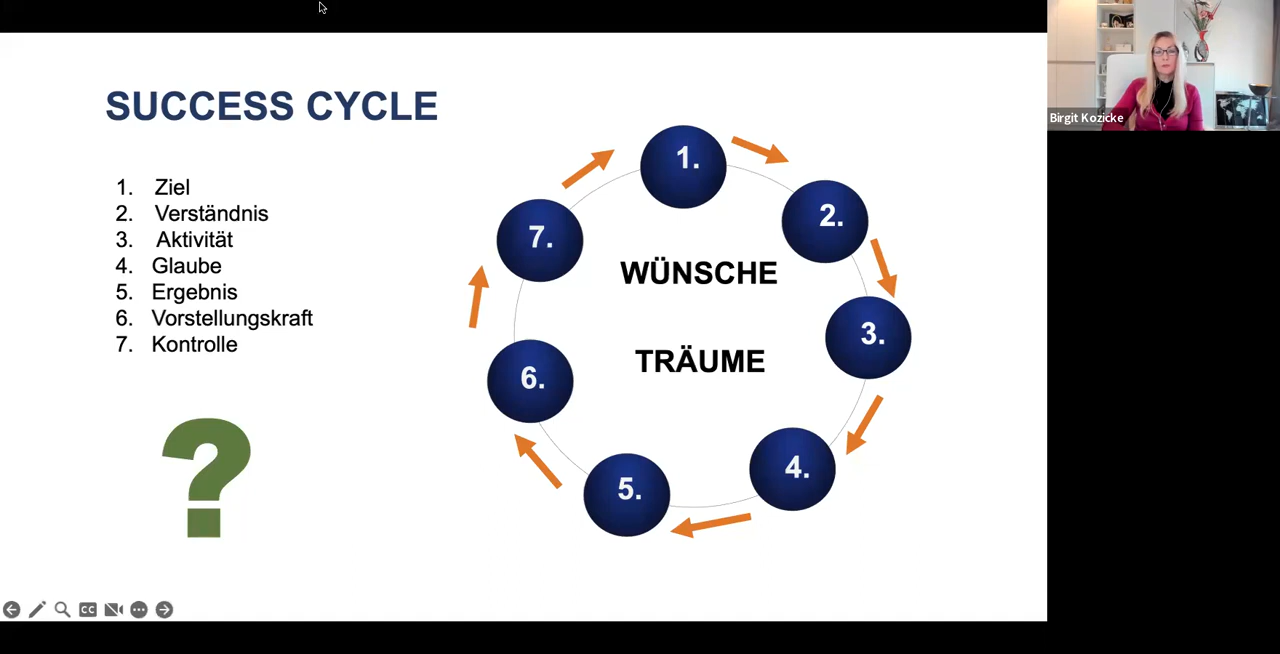 SUCCESS CYCLE
1. Ziel
2. Verständnis
3. Aktivität
4. Glaube
5. Ergebnis
6. Vorstellungskraft
7. Kontrolle
?
1.
2.
3.
4.
5.
6.
7.
WÜNSCHE
TRÄUME
Birgit Kozicke
CC